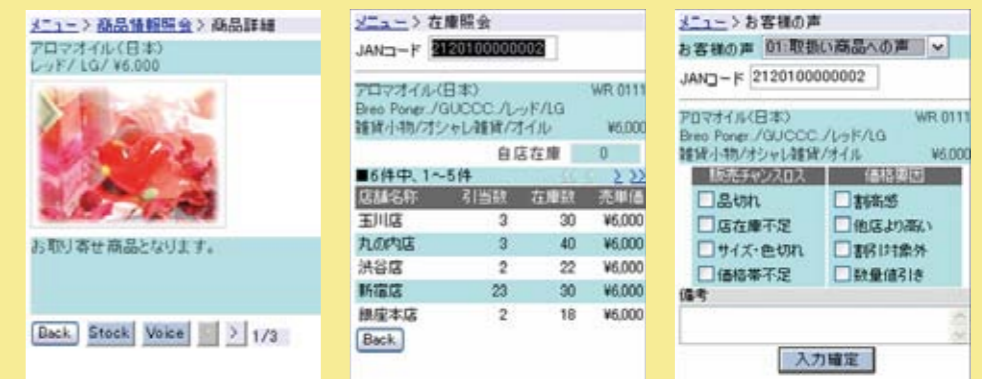 メニュー > 商品情報照会 > 商品詳細
アロマオイル(日本)
レッド/ LG/ ¥6.000
お取り寄せ商品となります。
Back Stock Voice < > 1/3
メニュー > 在庫照会
JANコード 2120100000002
アロマオイル(日本) WR 0111
Breo Poner./GUCCC./レッド/LG
雑貨小物/オシャレ雑貨/オイル ¥6,000
自店在庫 0
■6件中、1～5件 << < > >>
店舗名称 引当数 在庫数 売単価
玉川店 3 30 ¥6,000
丸の内店 3 40 ¥6,000
渋谷店 2 22 ¥6,000
新宿店 23 30 ¥6,000
銀座本店 2 18 ¥6,000
Back
メニュー > お客様の声
お客様の声 01:取扱い商品への声
JANコード 2120100000002
アロマオイル(日本) WR 0111
Breo Poner./GUCCC./レッド/LG
雑貨小物/オシャレ雑貨/オイル ¥6,000
販売チャンスロス 価格要因
品切れ 割高感
店在庫不足 他店より高い
サイズ・色切れ 割引対象外
価格帯不足 数量値引き
備考
入力確定